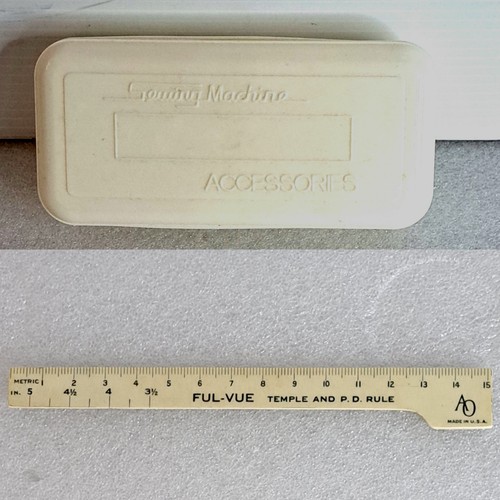 Sewing Machine
ACCESSORIES
METRIC 1 2 3 4 5 6 7 8 9 10 11 12 13 14 15
IN. 5 4½ 4 3½
FUL-VUE TEMPLE AND P.D. RULE
AO
MADE IN U.S.A.